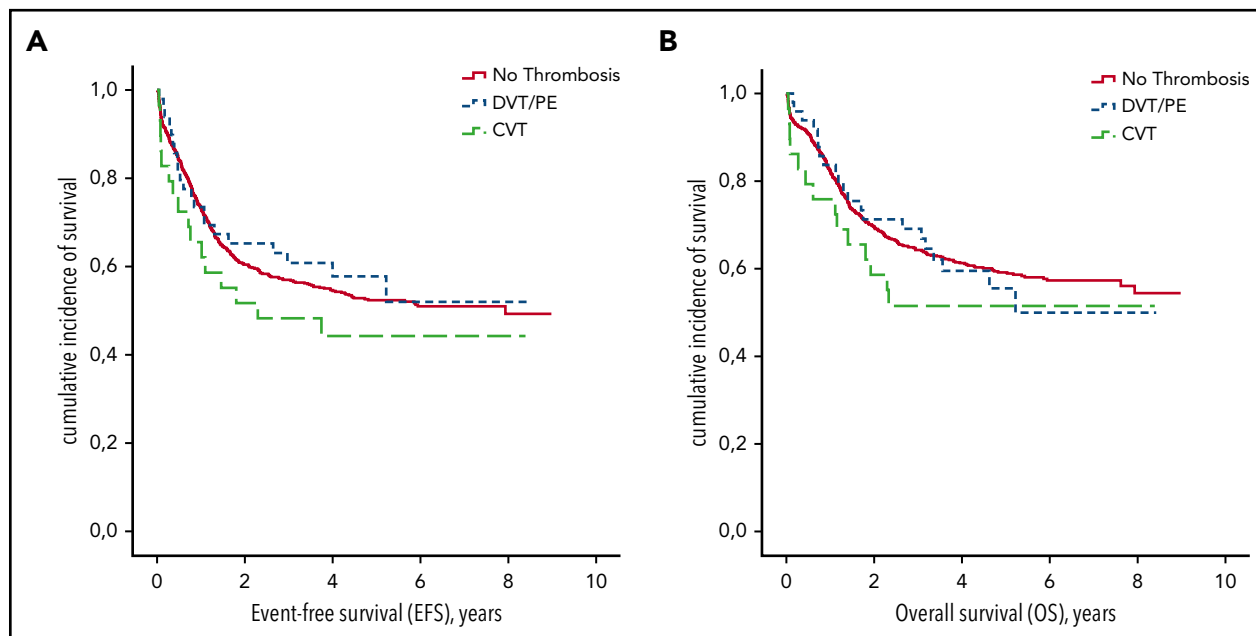 A
No Thrombosis
DVT/PE
CVT
cumulative incidence of survival
1,0
0,8
0,6
0,4
0,2
0,0
0 2 4 6 8 10
Event-free survival (EFS), years
B
No Thrombosis
DVT/PE
CVT
cumulative incidence of survival
1,0
0,8
0,6
0,4
0,2
0,0
0 2 4 6 8 10
Overall survival (OS), years